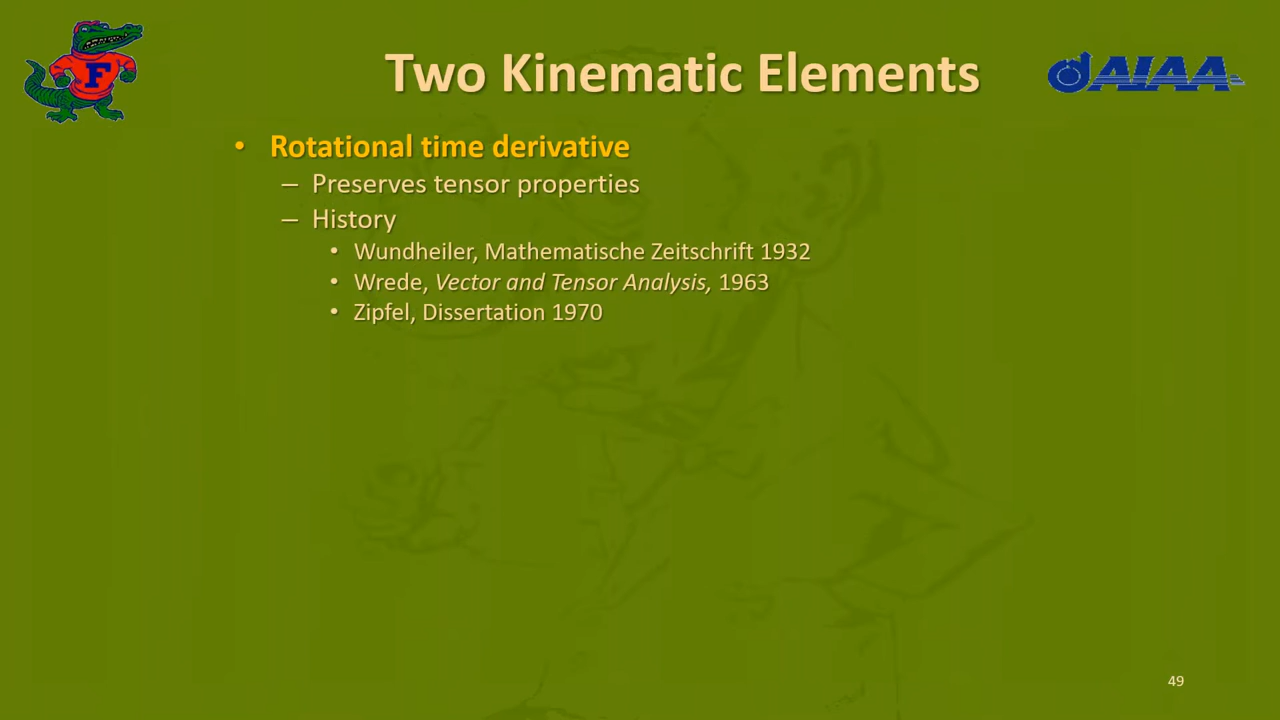 F
Two Kinematic Elements
AIAA
• Rotational time derivative
– Preserves tensor properties
– History
• Wundheiler, Mathematische Zeitschrift 1932
• Wrede, Vector and Tensor Analysis, 1963
• Zipfel, Dissertation 1970
49